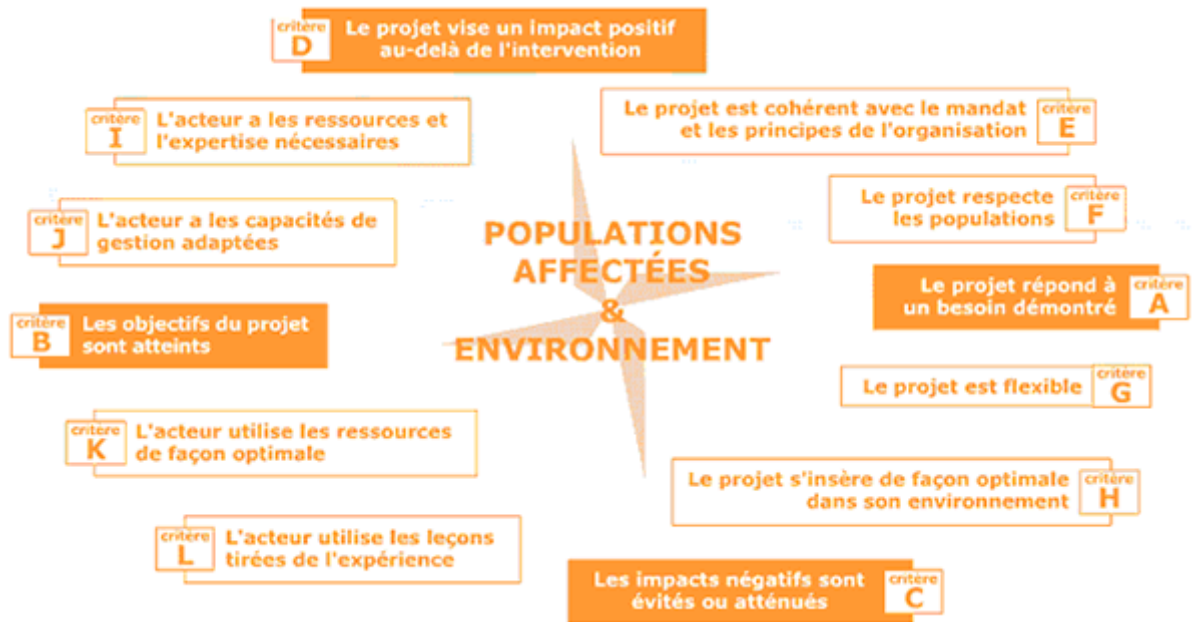 critère
D
Le projet vise un impact positif
au-delà de l'intervention
critère
I
L'acteur a les ressources et
l'expertise nécessaires
Le projet est cohérent avec le mandat
et les principes de l'organisation
critère
E
critère
J
L'acteur a les capacités de
gestion adaptées
Le projet respecte
les populations
critère
F
POPULATIONS
AFFECTÉES
&
ENVIRONNEMENT
Le projet répond à
un besoin démontré
critère
A
critère
B
Les objectifs du projet
sont atteints
Le projet est flexible
critère
G
critère
K
L'acteur utilise les ressources
de façon optimale
Le projet s'insère de façon optimale
dans son environnement
critère
H
critère
L
L'acteur utilise les leçons
tirées de l'expérience
Les impacts négatifs sont
évités ou atténués
critère
C